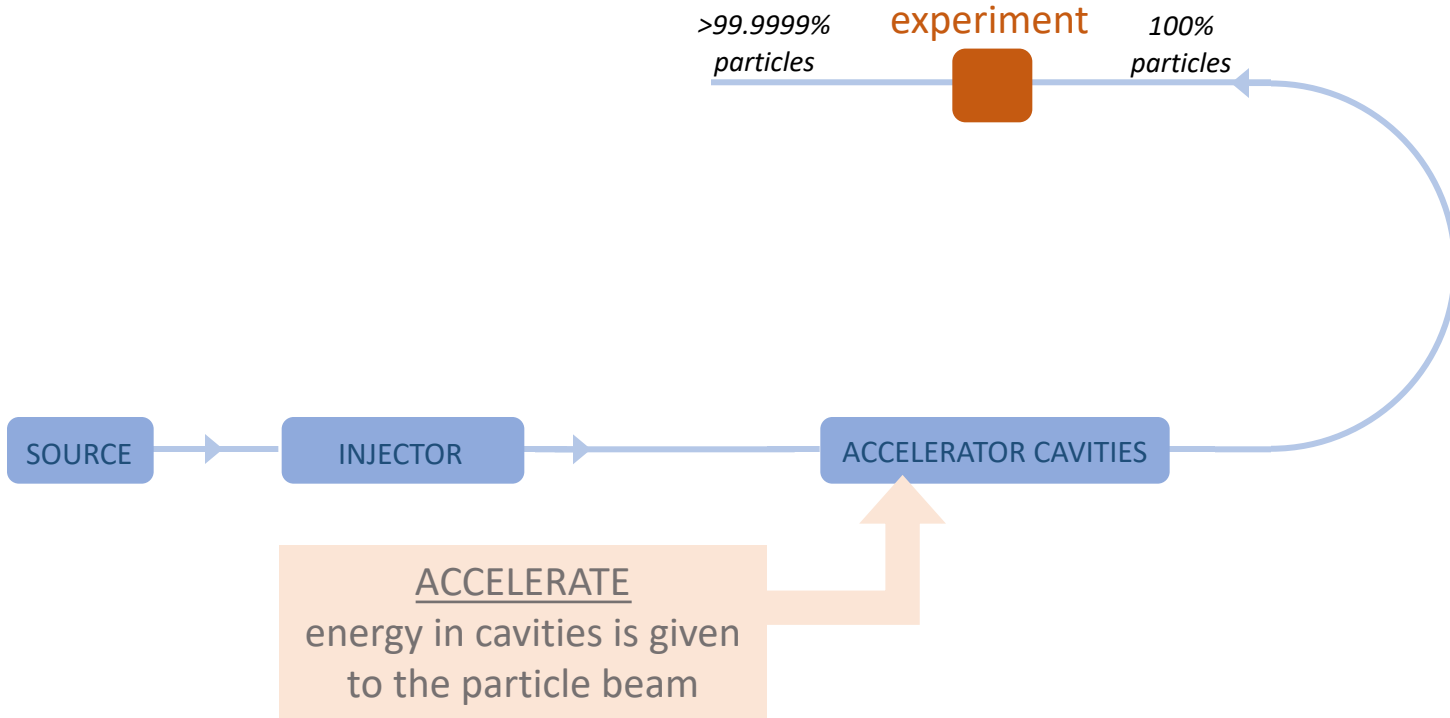 >99.9999%
particles
experiment
100%
particles
SOURCE
INJECTOR
ACCELERATOR CAVITIES
ACCELERATE
energy in cavities is given
to the particle beam